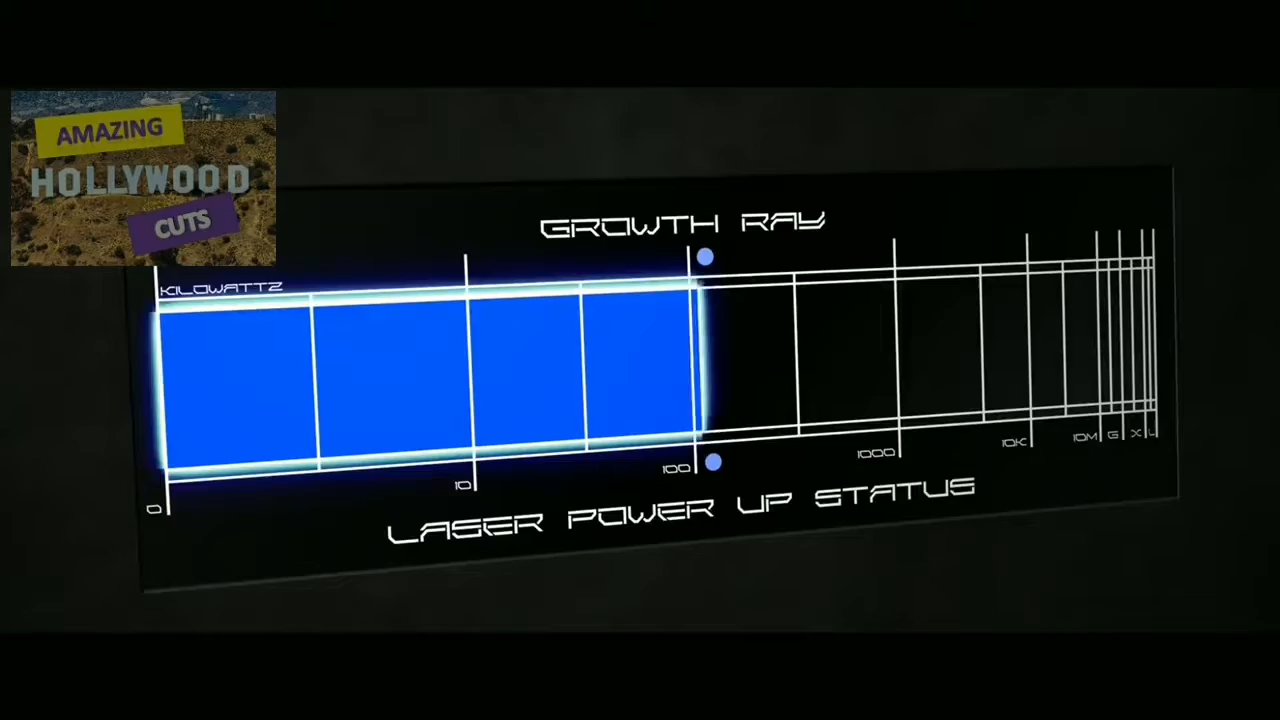 AMAZING
HOLLYWOOD
CUTS
GROWTH RAY
KILOWATTZ
0
10
100
1000
10K
10M
G
X
L
LASER POWER UP STATUS